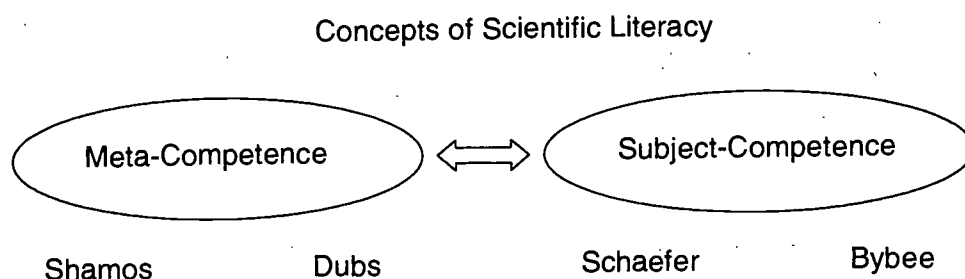 Concepts of Scientific Literacy
Meta-Competence Subject-Competence
Shamos Dubs Schaefer Bybee